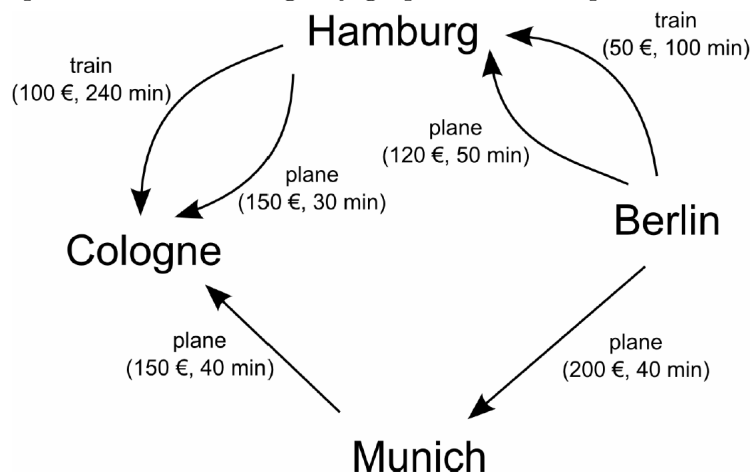 Hamburg
train
(50 €, 100 min)
train
(100 €, 240 min)
plane
(120 €, 50 min)
plane
(150 €, 30 min)
Berlin
Cologne
plane
(150 €, 40 min)
plane
(200 €, 40 min)
Munich